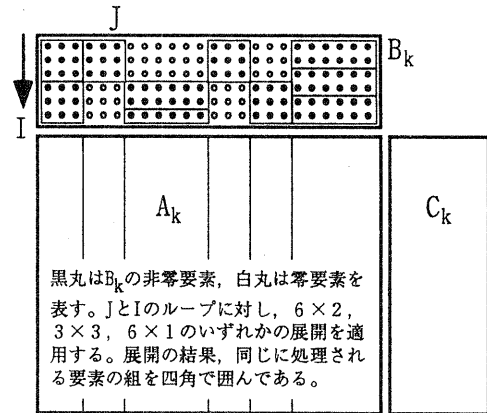 J
B_k
I
A_k
C_k
黒丸はB_kの非零要素，白丸は零要素を
表す。JとIのループに対し，6×2，
3×3，6×1のいずれかの展開を適
用する。展開の結果，同じに処理され
る要素の組を四角で囲んである。